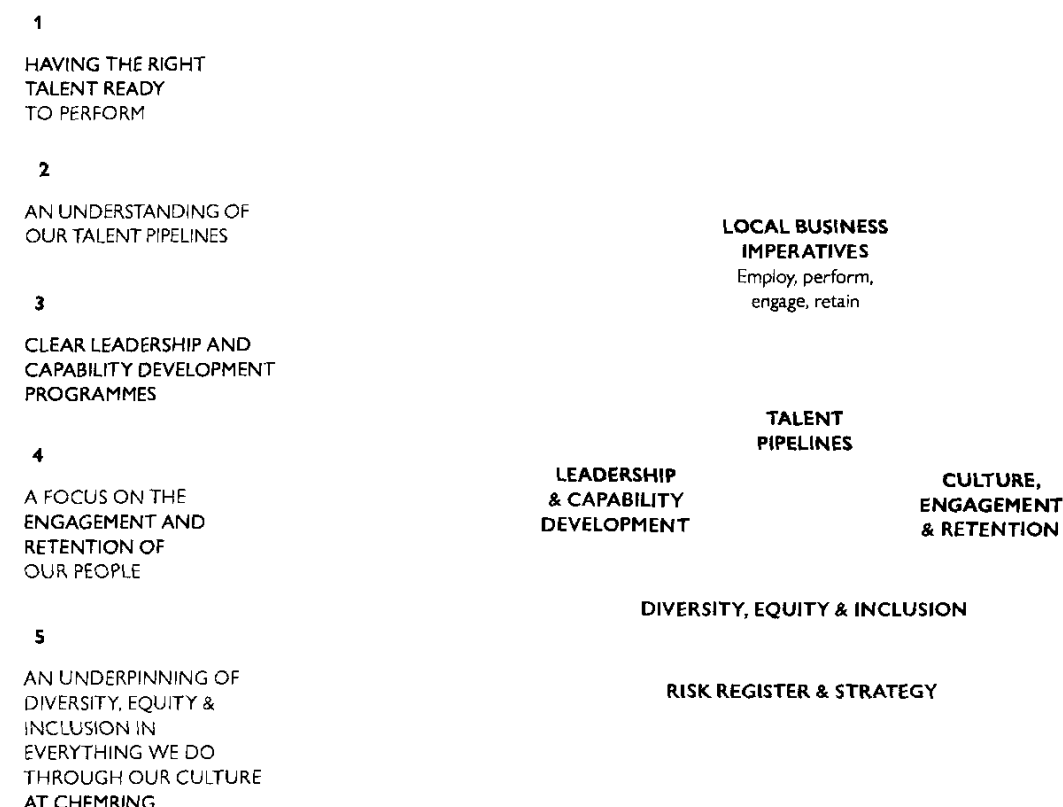 1
HAVING THE RIGHT
TALENT READY
TO PERFORM
2
AN UNDERSTANDING OF
OUR TALENT PIPELINES
3
CLEAR LEADERSHIP AND
CAPABILITY DEVELOPMENT
PROGRAMMES
4
A FOCUS ON THE
ENGAGEMENT AND
RETENTION OF
OUR PEOPLE
5
AN UNDERPINNING OF
DIVERSITY, EQUITY &
INCLUSION IN
EVERYTHING WE DO
THROUGH OUR CULTURE
AT CHEMRING
LOCAL BUSINESS
IMPERATIVES
Employ, perform,
engage, retain
TALENT
PIPELINES
LEADERSHIP
& CAPABILITY
DEVELOPMENT
CULTURE,
ENGAGEMENT
& RETENTION
DIVERSITY, EQUITY & INCLUSION
RISK REGISTER & STRATEGY